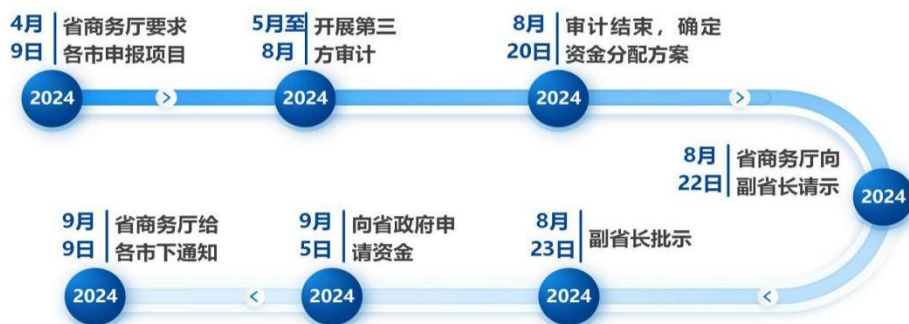 4月
9日
省商务厅要求
各市申报项目
2024
5月至
8月
开展第三
方审计
2024
8月
20日
审计结束，确定
资金分配方案
2024
8月
22日
省商务厅向
副省长请示
2024
8月
23日
副省长批示
2024
9月
5日
向省政府申
请资金
2024
9月
9日
省商务厅给
各市下通知
2024